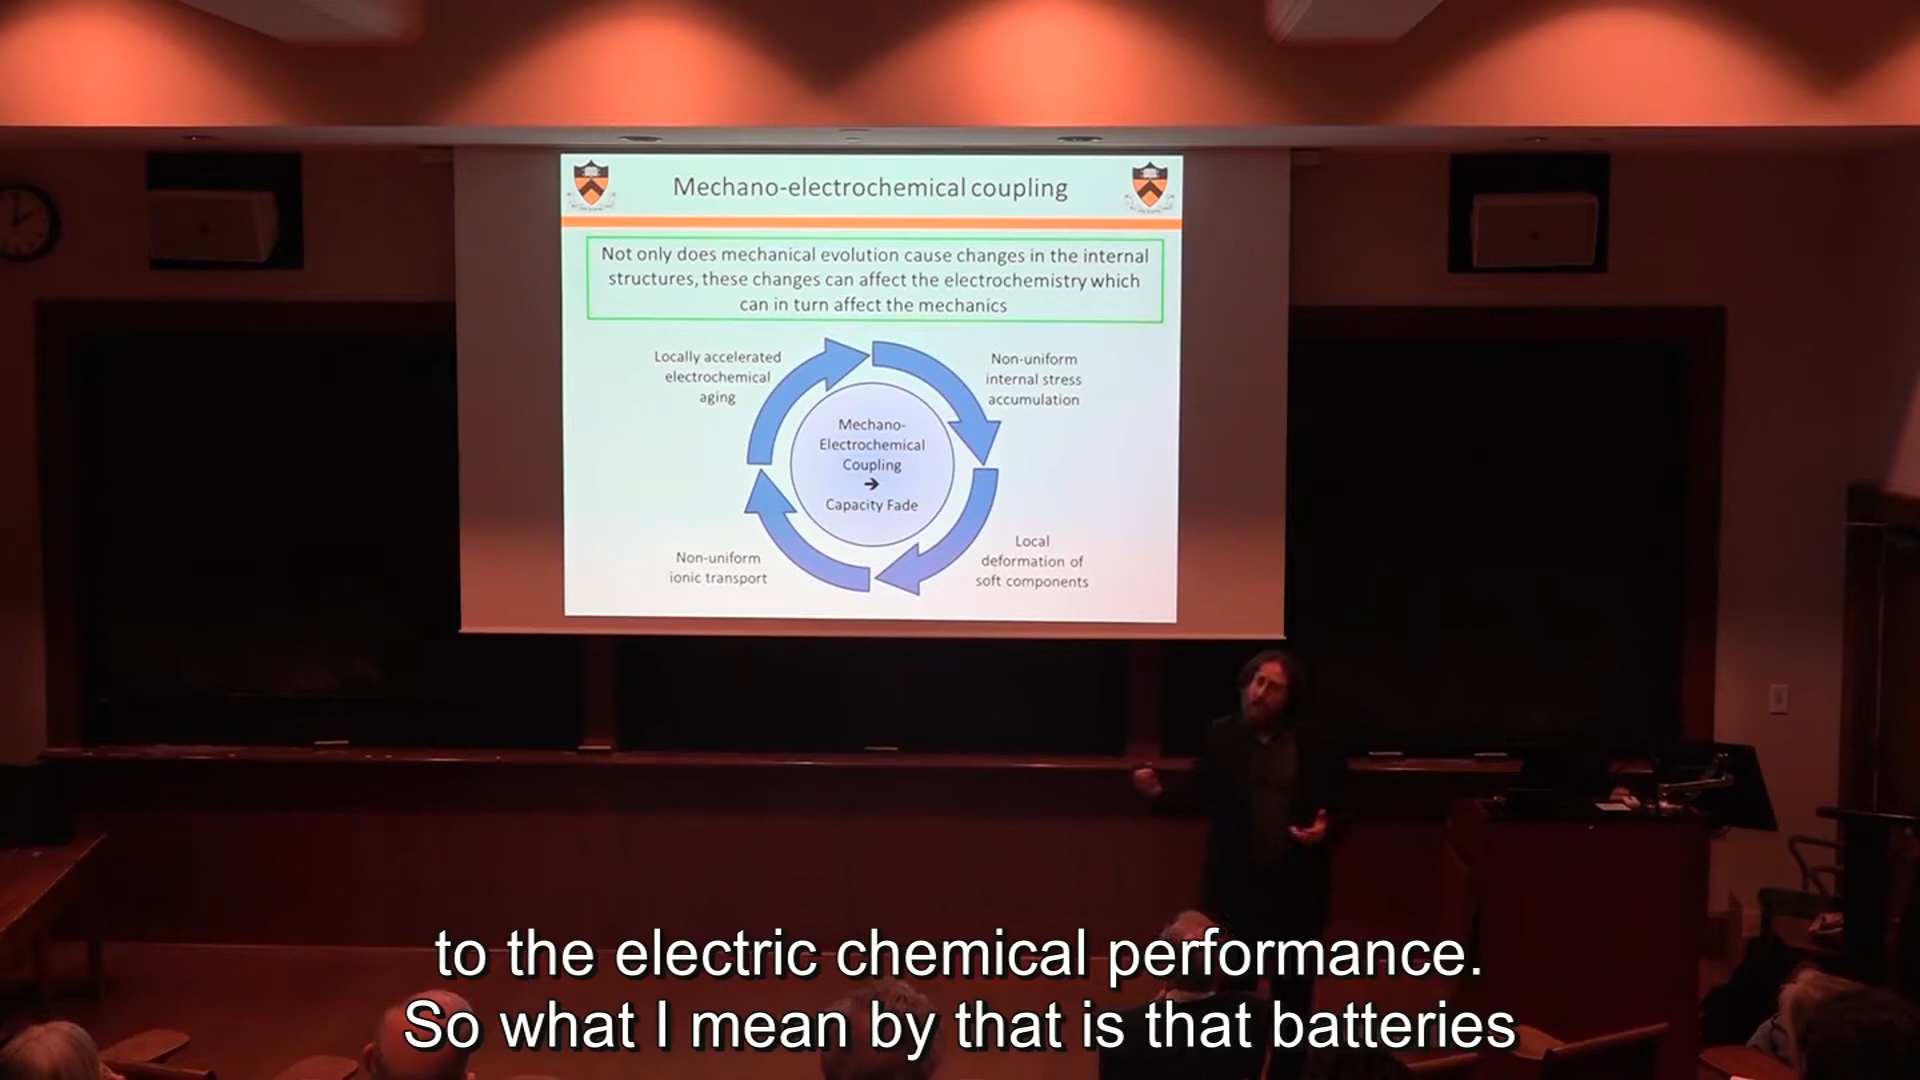 Mechano-electrochemical coupling
Not only does mechanical evolution cause changes in the internal
structures, these changes can affect the electrochemistry which
can in turn affect the mechanics
Locally accelerated
electrochemical
aging
Non-uniform
internal stress
accumulation
Mechano-
Electrochemical
Coupling
➔
Capacity Fade
Non-uniform
ionic transport
Local
deformation of
soft components
to the electric chemical performance.
So what I mean by that is that batteries